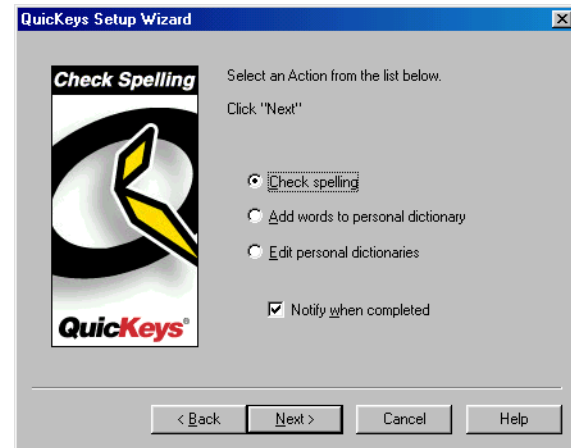 QuicKeys Setup Wizard
Check Spelling
Select an Action from the list below.
Click "Next"
Check spelling
Add words to personal dictionary
Edit personal dictionaries
Notify when completed
QuicKeys®
< Back Next > Cancel Help